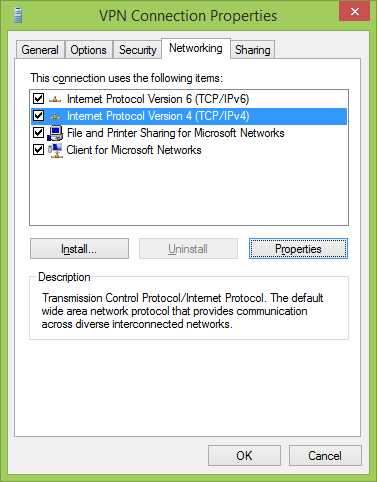 VPN Connection Properties
General Options Security Networking Sharing
This connection uses the following items:
Internet Protocol Version 6 (TCP/IPv6)
Internet Protocol Version 4 (TCP/IPv4)
File and Printer Sharing for Microsoft Networks
Client for Microsoft Networks
Install... Uninstall Properties
Description
Transmission Control Protocol/Internet Protocol. The default
wide area network protocol that provides communication
across diverse interconnected networks.
OK Cancel